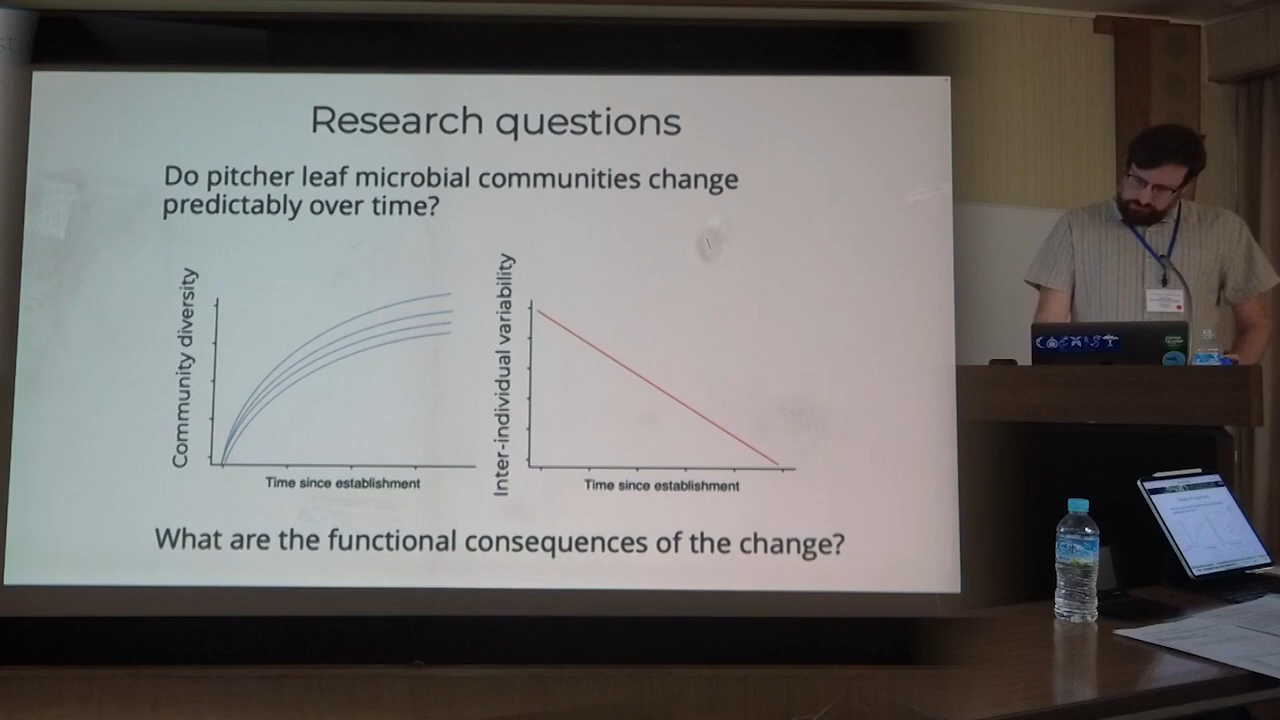 Research questions
Do pitcher leaf microbial communities change
predictably over time?
Community diversity
Time since establishment
Inter-individual variability
Time since establishment
What are the functional consequences of the change?